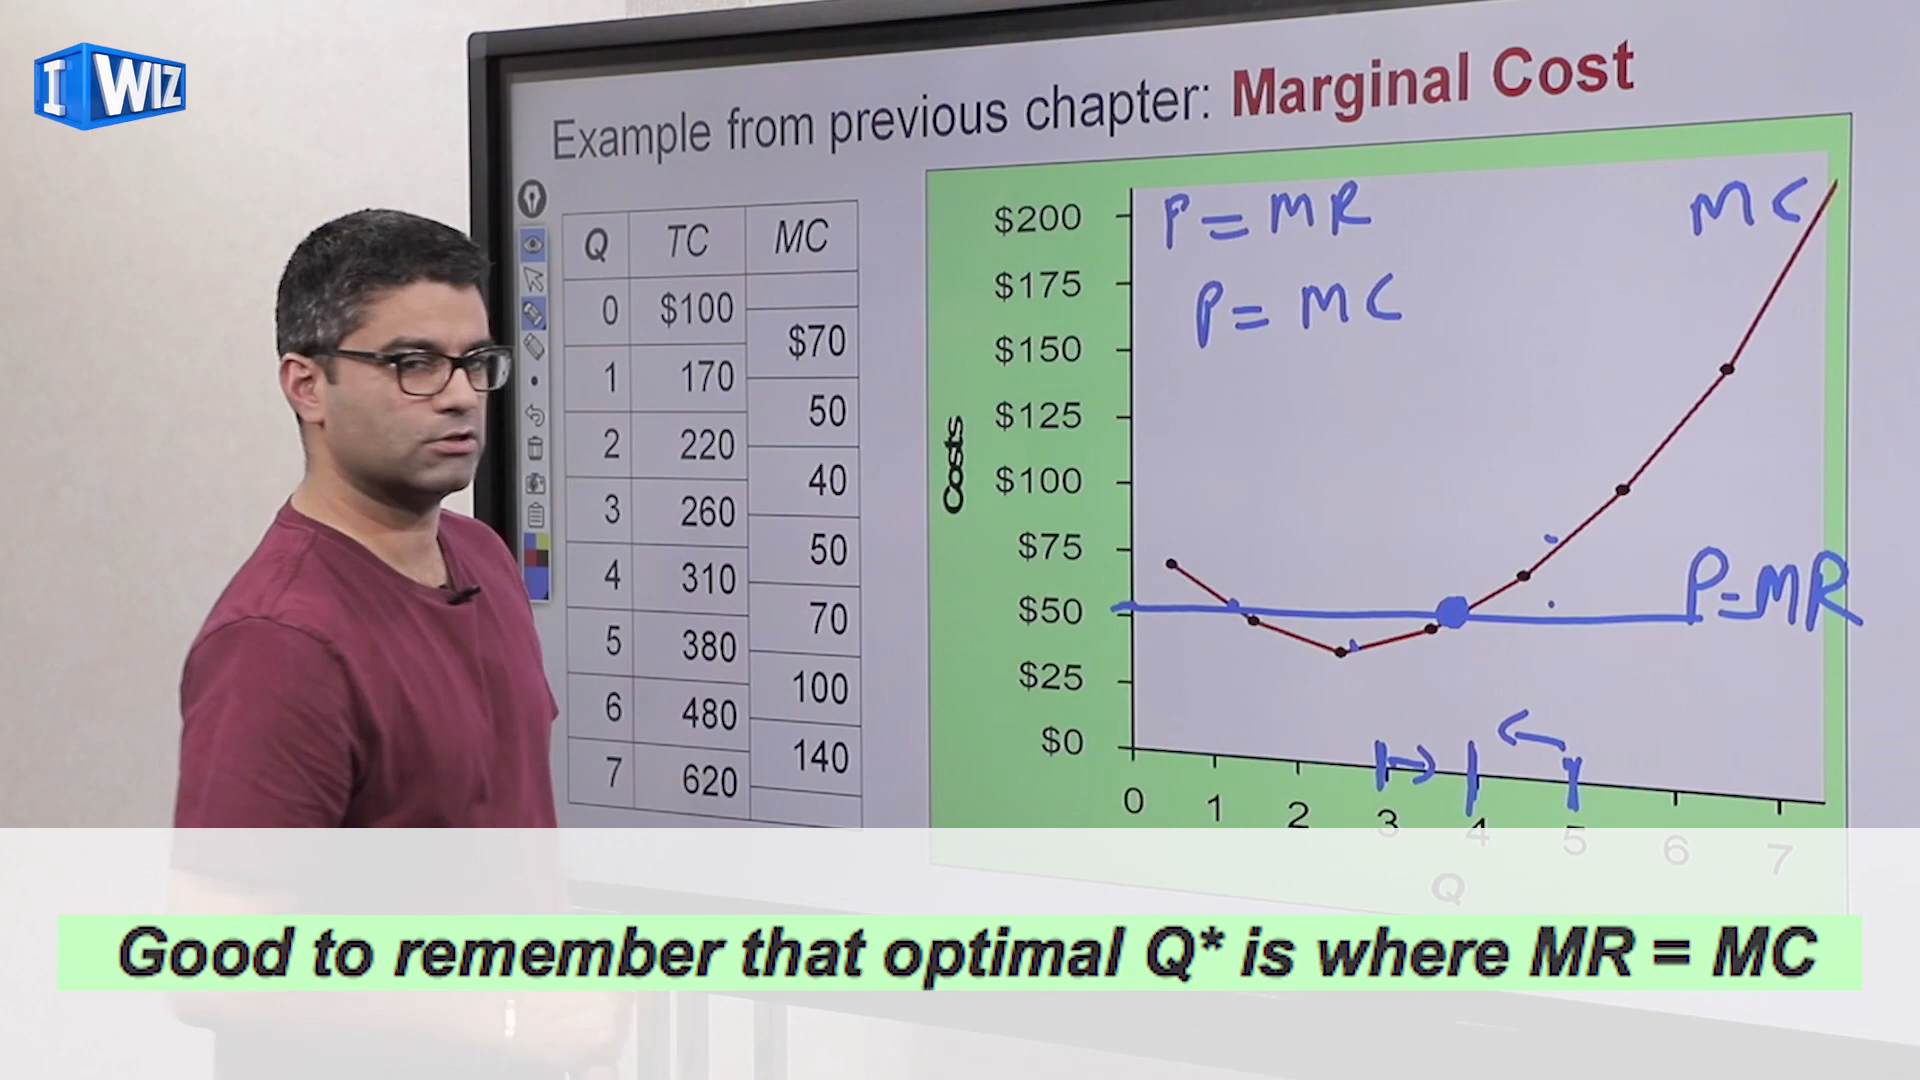 I WIZ
Example from previous chapter: Marginal Cost
Q TC MC
0 $100
$70
1 170
50
2 220
40
3 260
50
4 310
70
5 380
100
6 480
140
7 620
P = MR
P = MC
MC
P=MR
Costs
$200
$175
$150
$125
$100
$75
$50
$25
$0
0 1 2 3 4 5 6 7
Q
Good to remember that optimal Q* is where MR = MC